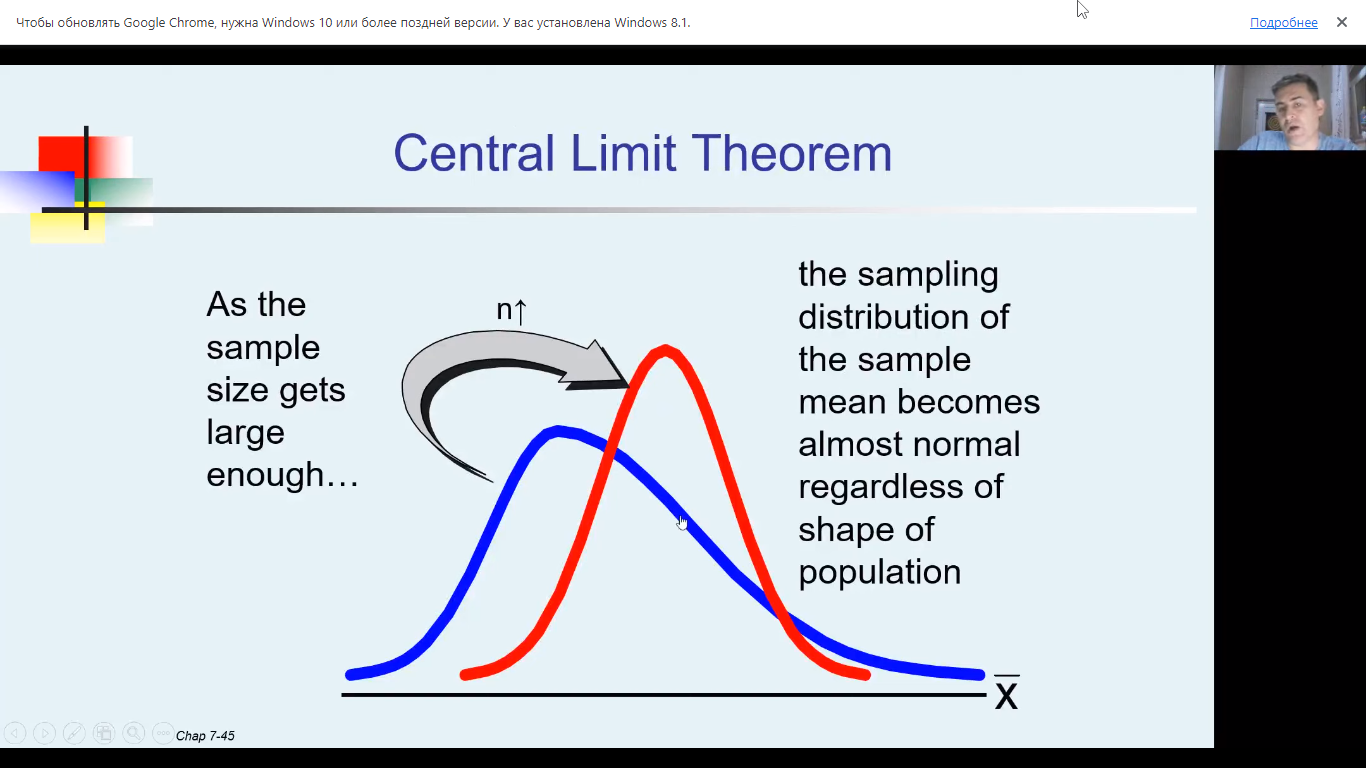 Чтобы обновлять Google Chrome, нужна Windows 10 или более поздней версии. У вас установлена Windows 8.1.
Подробнее
Central Limit Theorem
As the
sample
size gets
large
enough…
n↑
the sampling
distribution of
the sample
mean becomes
almost normal
regardless of
shape of
population
X̅
Chap 7-45